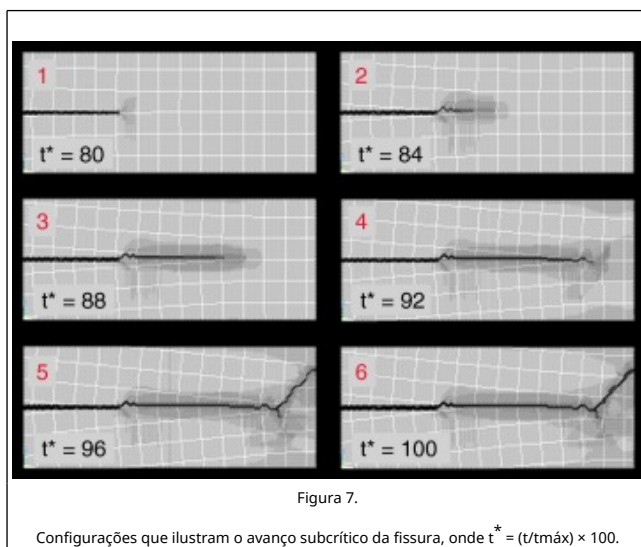 1
t* = 80
2
t* = 84
3
t* = 88
4
t* = 92
5
t* = 96
6
t* = 100
Figura 7.
Configurações que ilustram o avanço subcrítico da fissura, onde t* = (t/tmáx) × 100.